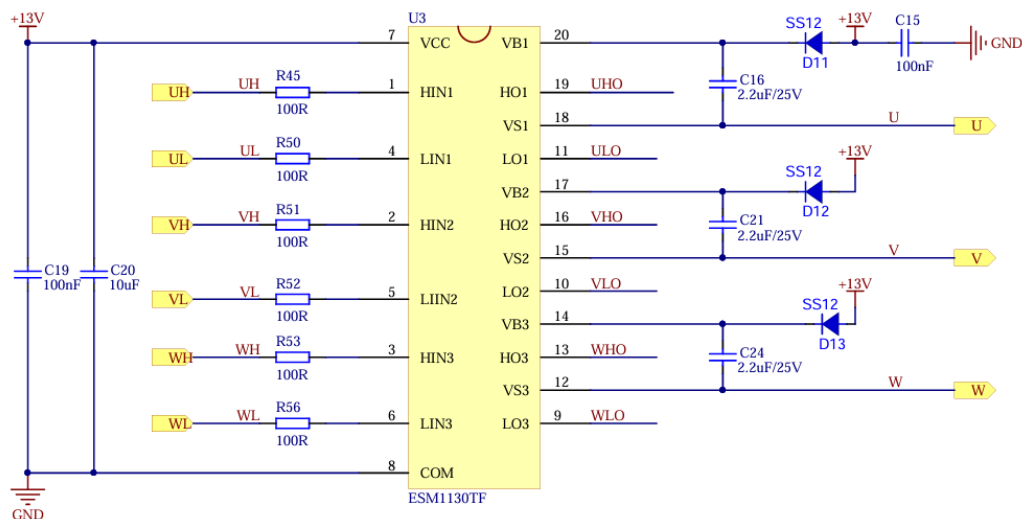 +13V
U3
SS12
+13V
C15
7
VCC
VB1
20
GND
D11
100nF
R45
C16
2.2uF/25V
UH
UH
1
HIN1
HO1
19
UHO
100R
VS1
18
U
U
R50
UL
UL
4
LIN1
LO1
11
ULO
+13V
100R
SS12
VB2
17
D12
R51
C21
2.2uF/25V
VH
VH
2
HIN2
HO2
16
VHO
100R
VS2
15
V
V
C19
100nF
C20
10uF
R52
VL
VL
5
LIIN2
LO2
10
VLO
+13V
100R
SS12
VB3
14
D13
R53
C24
2.2uF/25V
WH
WH
3
HIN3
HO3
13
WHO
100R
VS3
12
W
W
R56
WL
WL
6
LIN3
LO3
9
WLO
100R
8
COM
ESM1130TF
GND